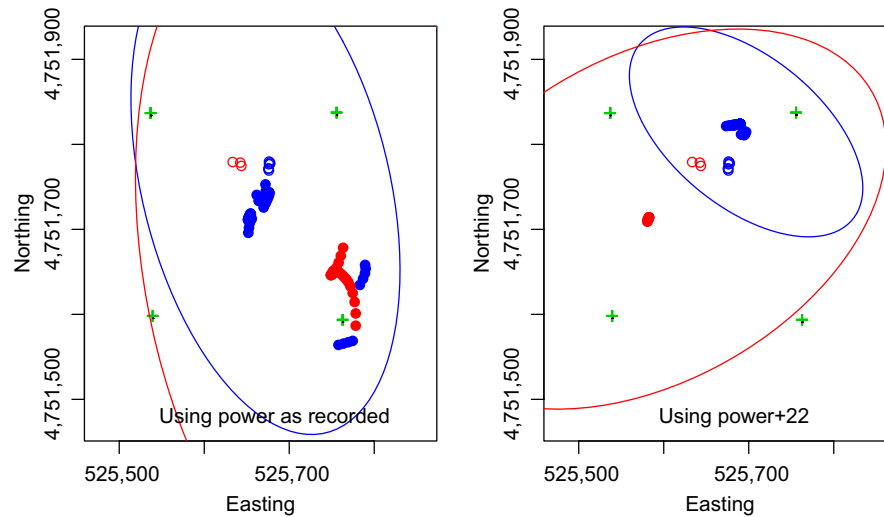 4,751,900
4,751,700
4,751,500
Northing
Using power as recorded
525,500
525,700
Easting
4,751,900
4,751,700
4,751,500
Northing
Using power+22
525,500
525,700
Easting